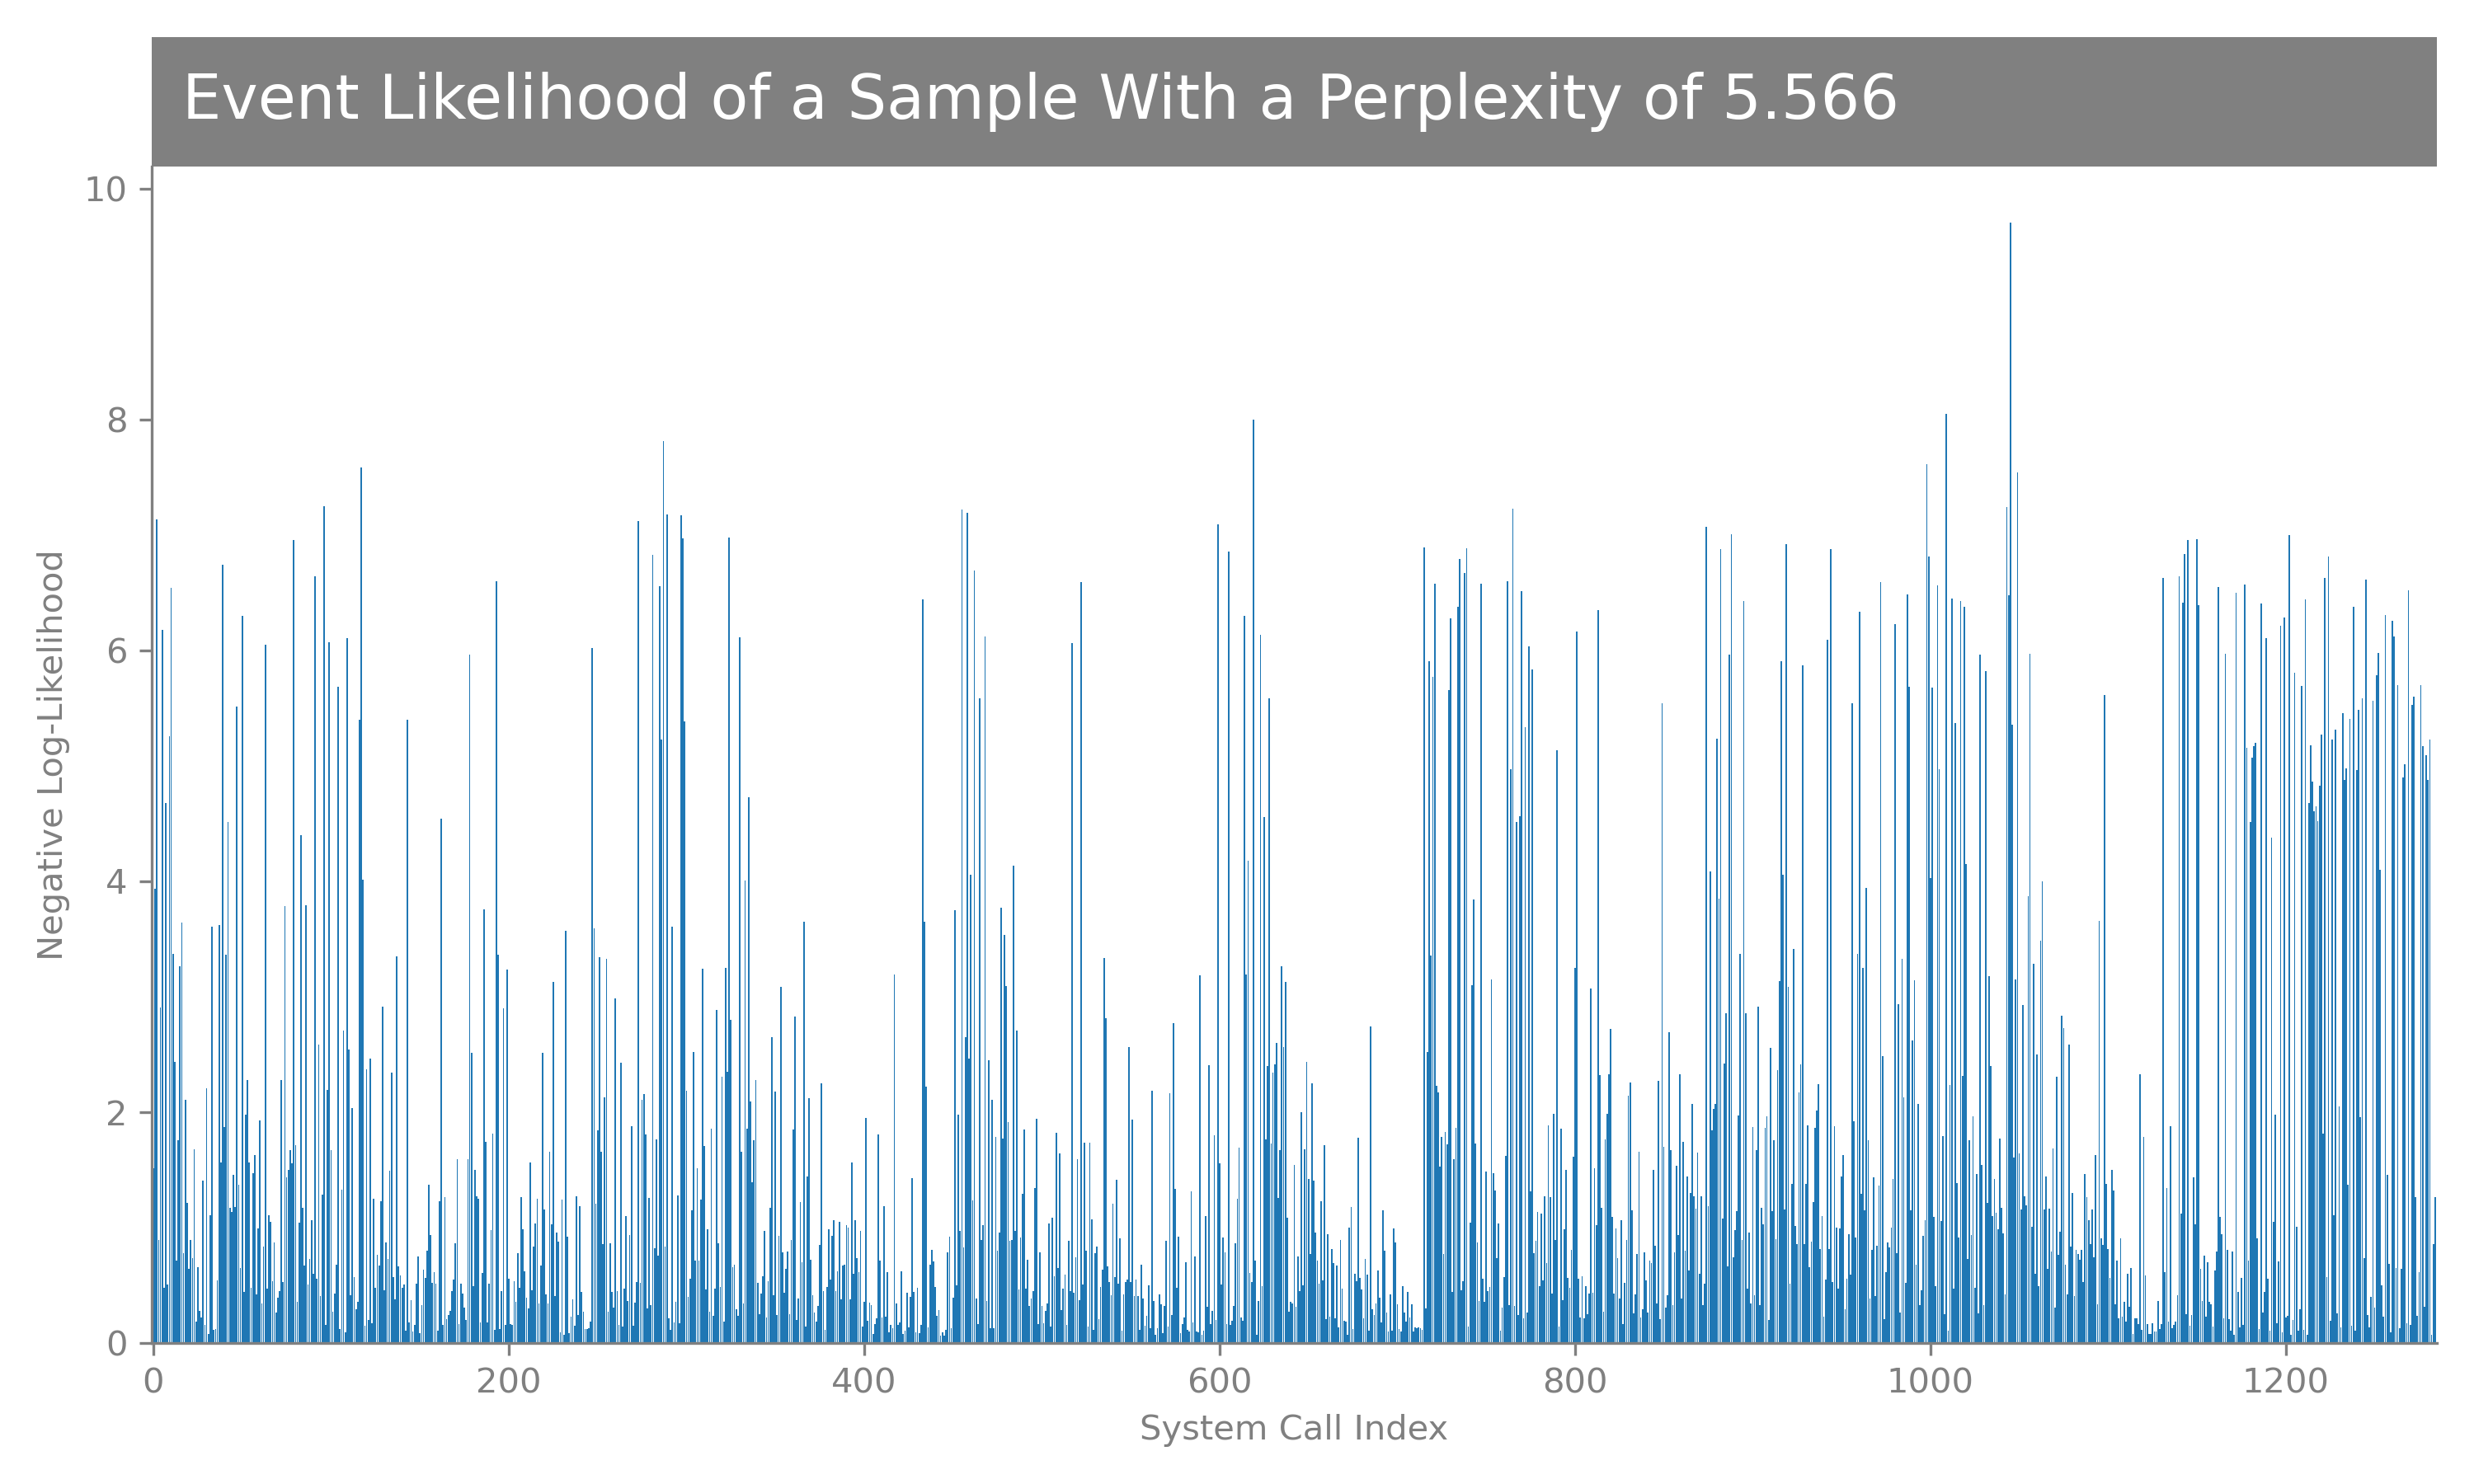 Event Likelihood of a Sample With a Perplexity of 5.566
10
8
6
4
2
0
Negative Log-Likelihood
0 200 400 600 800 1000 1200
System Call Index